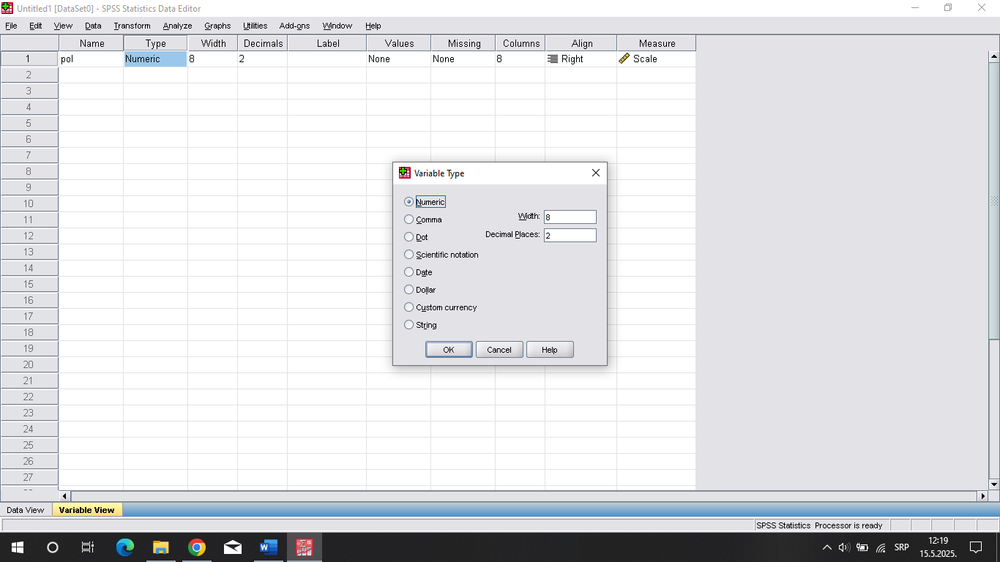 Untitled1 [DataSet0] - SPSS Statistics Data Editor
File Edit View Data Transform Analyze Graphs Utilities Add-ons Window Help
Name Type Width Decimals Label Values Missing Columns Align Measure
1 pol Numeric 8 2 None None 8 Right Scale
2
3
4
5
6
7
8
9
10
11
12
13
14
15
16
17
18
19
20
21
22
23
24
25
26
27
Variable Type
Numeric
Comma
Dot
Scientific notation
Date
Dollar
Custom currency
String
Width: 8
Decimal Places: 2
OK Cancel Help
Data View Variable View
SPSS Statistics Processor is ready
SRP
12:19
15.5.2025.